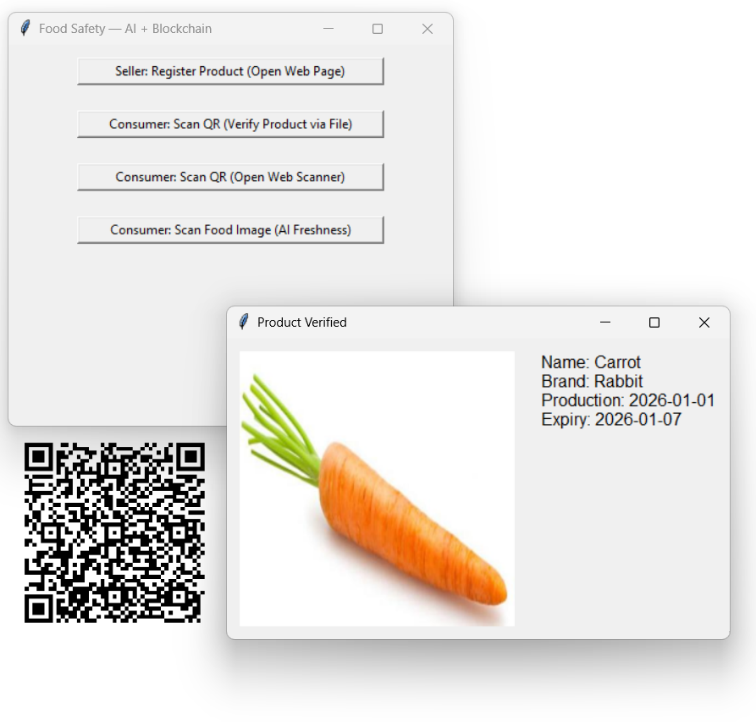 Food Safety — AI + Blockchain
Seller: Register Product (Open Web Page)
Consumer: Scan QR (Verify Product via File)
Consumer: Scan QR (Open Web Scanner)
Consumer: Scan Food Image (AI Freshness)
Product Verified
Name: Carrot
Brand: Rabbit
Production: 2026-01-01
Expiry: 2026-01-07